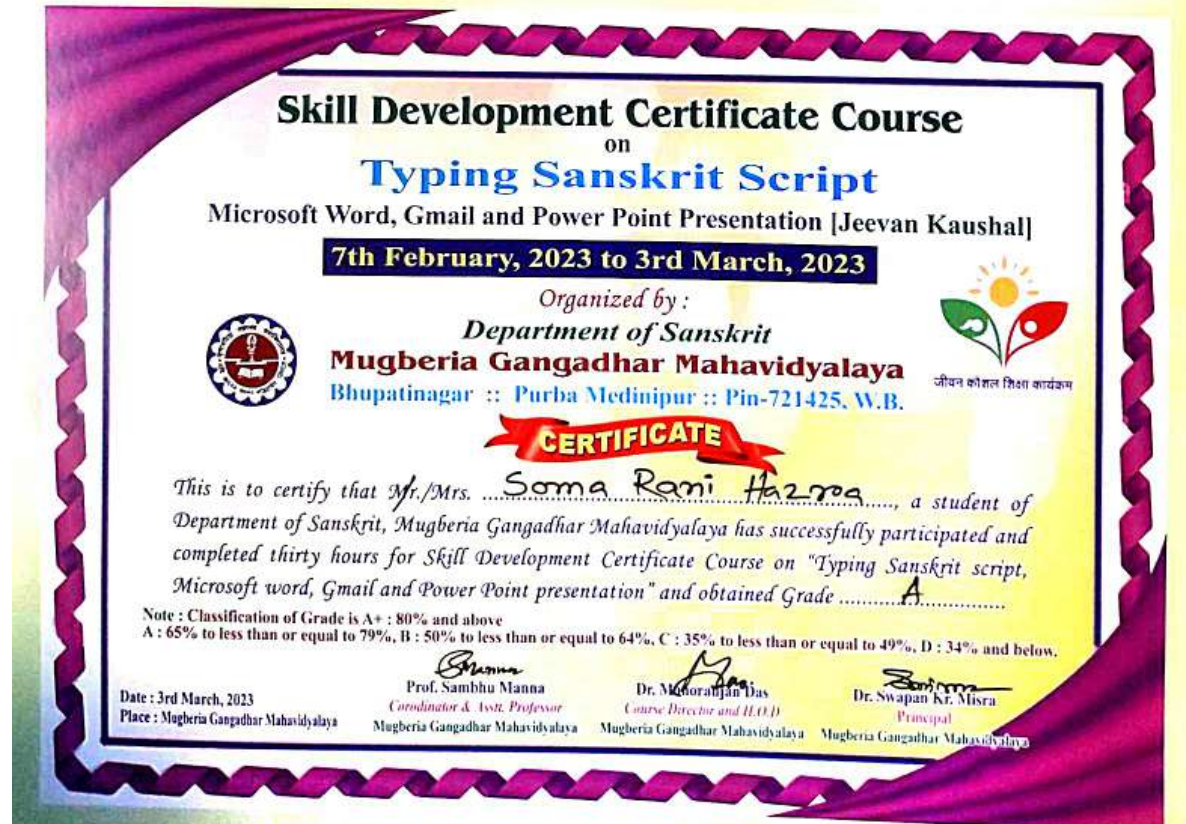 Skill Development Certificate Course
on
Typing Sanskrit Script
Microsoft Word, Gmail and Power Point Presentation [Jeevan Kaushal]
7th February, 2023 to 3rd March, 2023
Organized by :
Department of Sanskrit
Mugberia Gangadhar Mahavidyalaya
Bhupatinagar :: Purba Medinipur :: Pin-721425, W.B.
जीवन कौशल शिक्षा कार्यक्रम
CERTIFICATE
This is to certify that Mr./Mrs. Soma Rani Hazra, a student of
Department of Sanskrit, Mugberia Gangadhar Mahavidyalaya has successfully participated and
completed thirty hours for Skill Development Certificate Course on "Typing Sanskrit script,
Microsoft word, Gmail and Power Point presentation" and obtained Grade ..........A..............
Note : Classification of Grade is A+ : 80% and above
A : 65% to less than or equal to 79%, B : 50% to less than or equal to 64%, C : 35% to less than or equal to 49%, D : 34% and below.
Date : 3rd March, 2023
Place : Mugberia Gangadhar Mahavidyalaya
Prof. Sambhu Manna
Corodinator & Asstt. Professor
Mugberia Gangadhar Mahavidyalaya
Dr. Manoranjan Das
Course Director and H.O.D
Mugberia Gangadhar Mahavidyalaya
Dr. Swapan Kr. Misra
Principal
Mugberia Gangadhar Mahavidyalaya